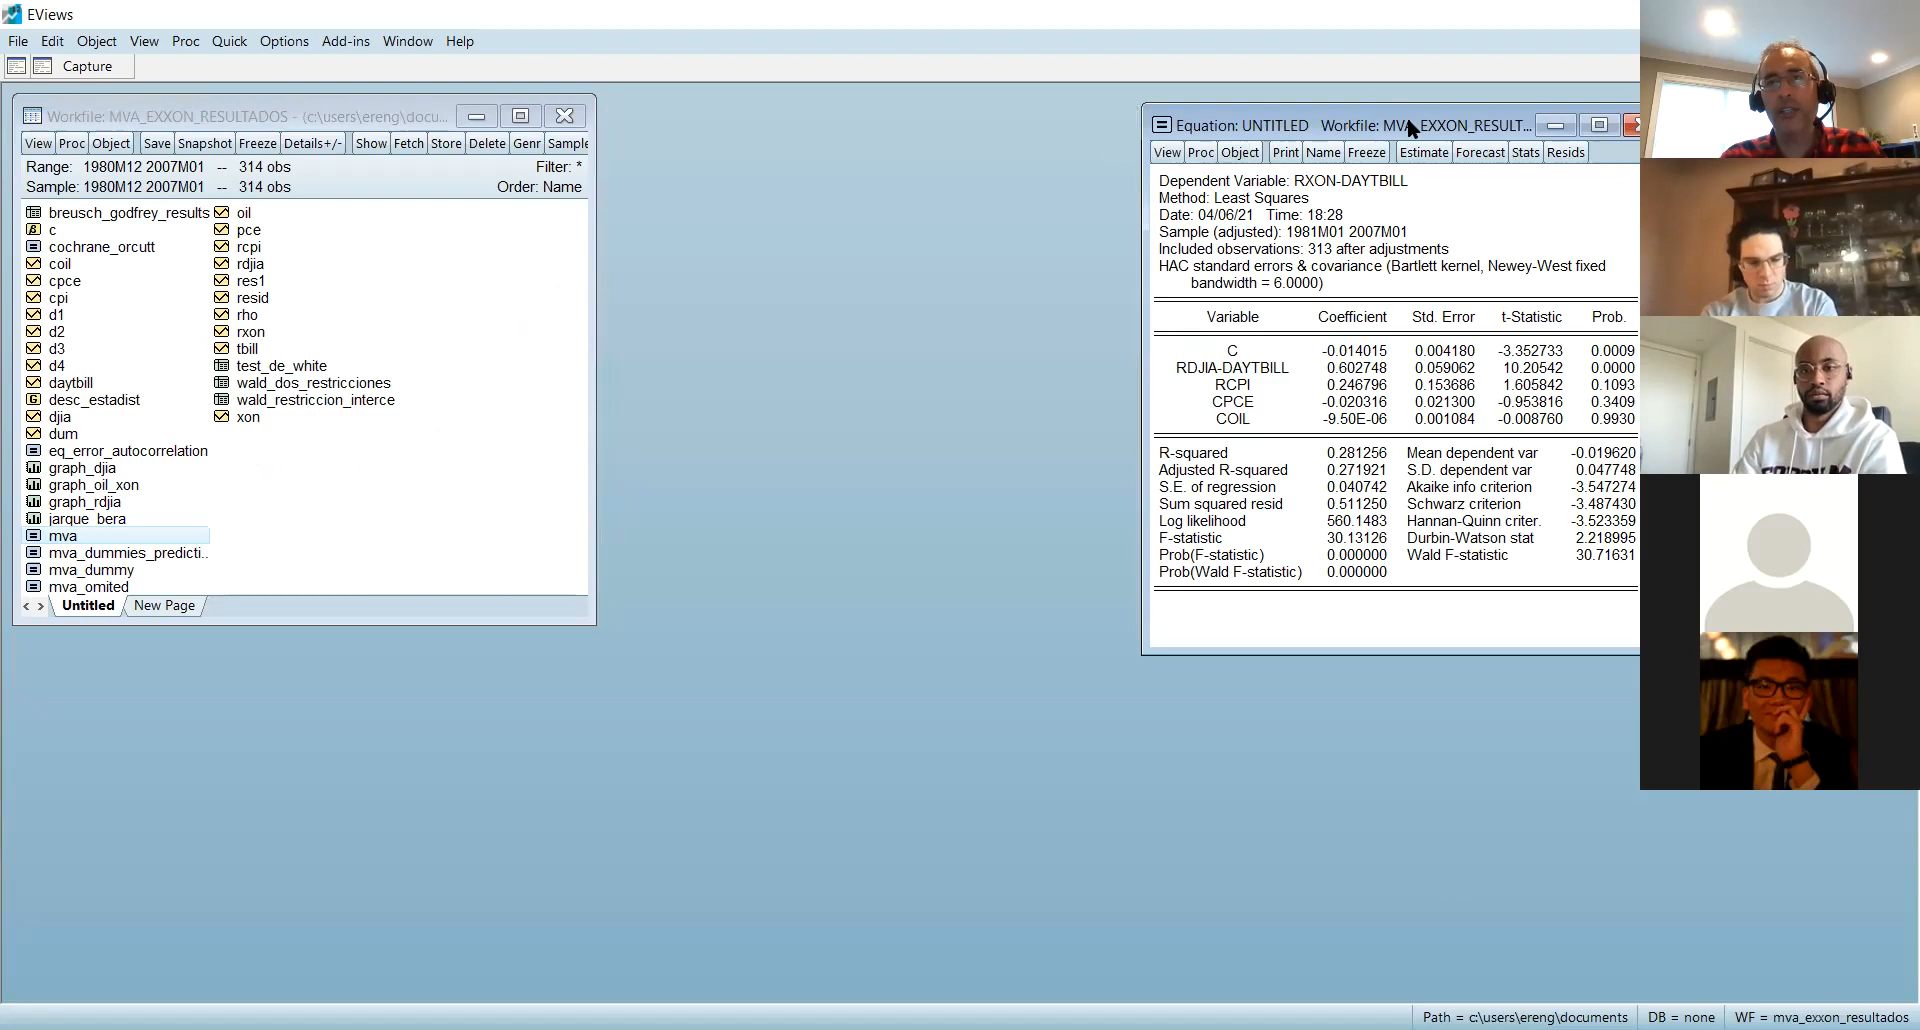 EViews
File Edit Object View Proc Quick Options Add-ins Window Help
Capture
Workfile: MVA_EXXON_RESULTADOS - (c:\users\ereng\docu...
View Proc Object Save Snapshot Freeze Details+/- Show Fetch Store Delete Genr Sample
Range: 1980M12 2007M01 -- 314 obs Filter: *
Sample: 1980M12 2007M01 -- 314 obs Order: Name
breusch_godfrey_results
c
cochrane_orcutt
coil
cpce
cpi
d1
d2
d3
d4
daytbill
desc_estadist
djia
dum
eq_error_autocorrelation
graph_djia
graph_oil_xon
graph_rdjia
jarque_bera
mva
mva_dummies_predicti..
mva_dummy
mva_omited
oil
pce
rcpi
rdjia
res1
resid
rho
rxon
tbill
test_de_white
wald_dos_restricciones
wald_restriccion_interce
xon
Untitled New Page
Equation: UNTITLED Workfile: MVA_EXXON_RESULT...
View Proc Object Print Name Freeze Estimate Forecast Stats Resids
Dependent Variable: RXON-DAYTBILL
Method: Least Squares
Date: 04/06/21 Time: 18:28
Sample (adjusted): 1981M01 2007M01
Included observations: 313 after adjustments
HAC standard errors & covariance (Bartlett kernel, Newey-West fixed
bandwidth = 6.0000)
Variable Coefficient Std. Error t-Statistic Prob.
C -0.014015 0.004180 -3.352733 0.0009
RDJIA-DAYTBILL 0.602748 0.059062 10.20542 0.0000
RCPI 0.246796 0.153686 1.605842 0.1093
CPCE -0.020316 0.021300 -0.953816 0.3409
COIL -9.50E-06 0.001084 -0.008760 0.9930
R-squared 0.281256 Mean dependent var -0.019620
Adjusted R-squared 0.271921 S.D. dependent var 0.047748
S.E. of regression 0.040742 Akaike info criterion -3.547274
Sum squared resid 0.511250 Schwarz criterion -3.487430
Log likelihood 560.1483 Hannan-Quinn criter. -3.523359
F-statistic 30.13126 Durbin-Watson stat 2.218995
Prob(F-statistic) 0.000000 Wald F-statistic 30.71631
Prob(Wald F-statistic) 0.000000
Path = c:\users\ereng\documents DB = none WF = mva_exxon_resultados